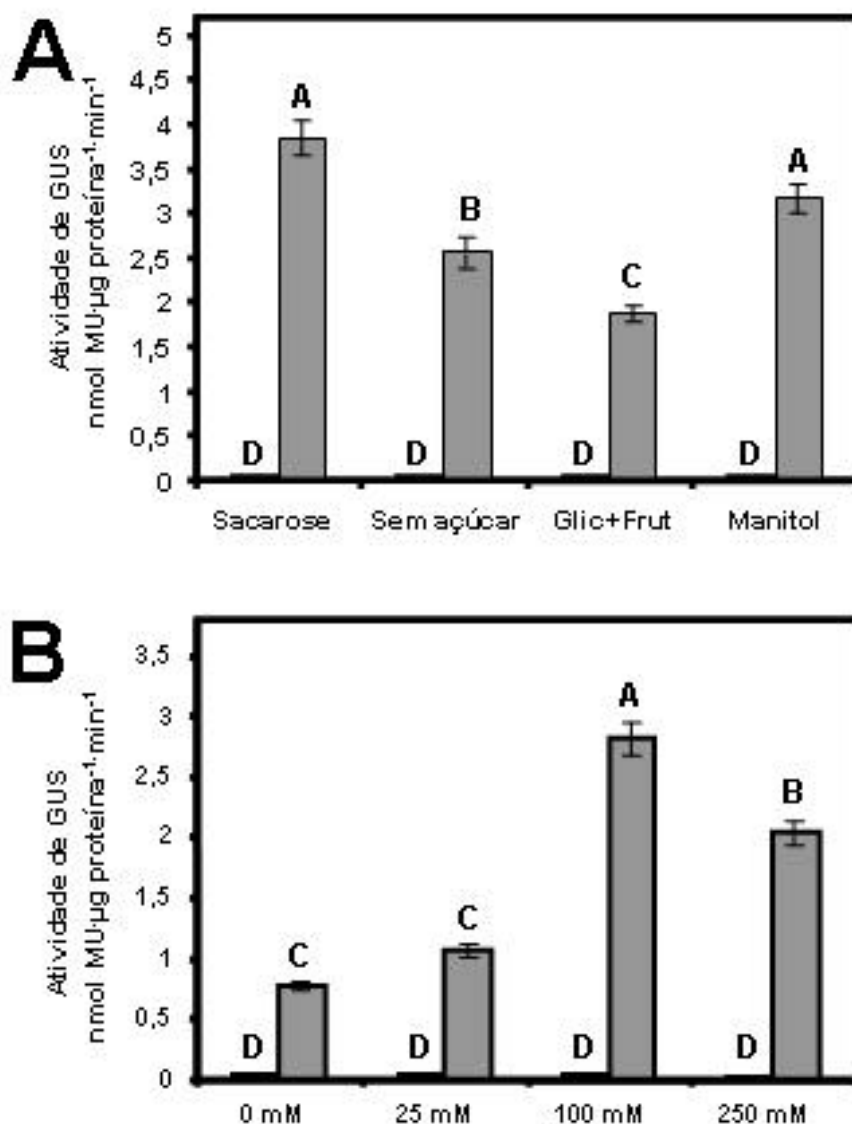 A
Atividade de GUS
nmol MU·µg proteína⁻¹·min⁻¹
5
4,5
4
3,5
3
2,5
2
1,5
1
0,5
0
A
B
C
A
D
D
D
D
Sacarose
Sem açúcar
Glic+Frut
Manitol
B
Atividade de GUS
nmol MU·µg proteína⁻¹·min⁻¹
3,5
3
2,5
2
1,5
1
0,5
0
C
C
A
B
D
D
D
D
0 mM
25 mM
100 mM
250 mM